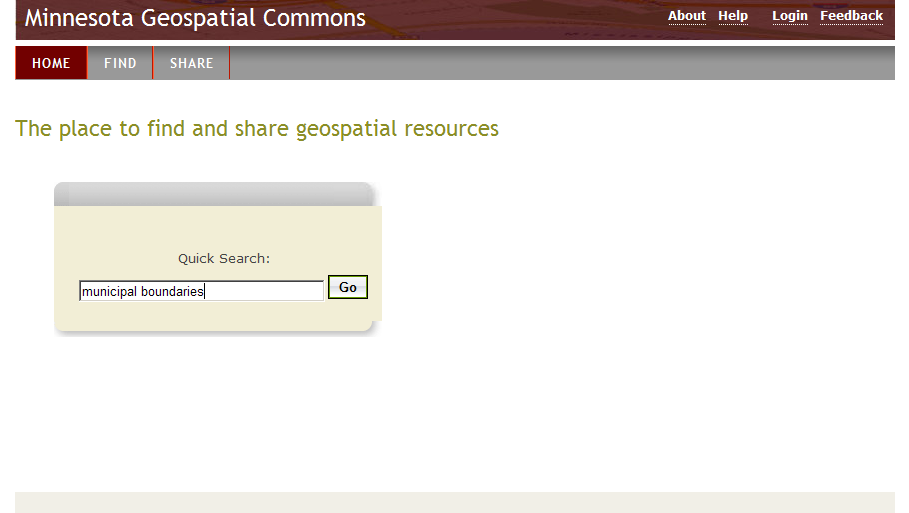 Minnesota Geospatial Commons
About Help Login Feedback
HOME FIND SHARE
The place to find and share geospatial resources
Quick Search:
municipal boundaries Go